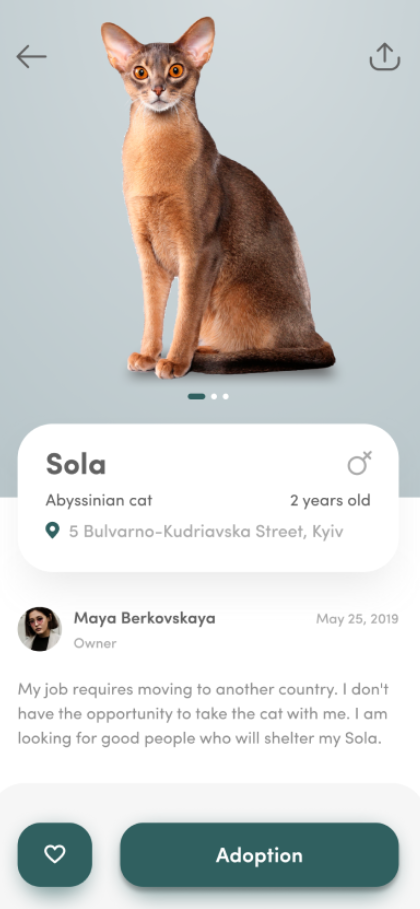 Sola
Abyssinian cat 2 years old
5 Bulvarno-Kudriavska Street, Kyiv
Maya Berkovskaya May 25, 2019
Owner
My job requires moving to another country. I don't
have the opportunity to take the cat with me. I am
looking for good people who will shelter my Sola.
Adoption